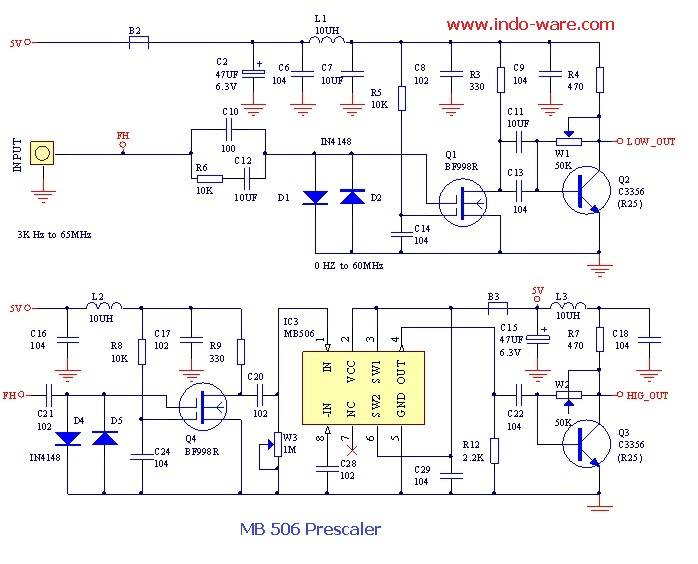 www.indo-ware.com
5V
B2
L1
10UH
C2
47UF
6.3V
C6
104
C7
10UF
R5
10K
C8
102
R3
330
C9
104
R4
470
INPUT
FH
C10
100
R6
10K
C12
10UF
IN4148
D1
D2
Q1
BF998R
C11
10UF
C13
104
W1
50K
LOW_OUT
Q2
C3356
(R25)
C14
104
3K Hz to 65MHz
0 HZ to 60MHz
5V
L2
10UH
C16
104
R8
10K
C17
102
R9
330
IC3
MB506
1
2
3
4
IN
VCC
SW1
OUT
-IN
NC
SW2
GND
8
7
6
5
B3
5V
L3
10UH
C15
47UF
6.3V
R7
470
C18
104
FH
C21
102
D4
D5
IN4148
Q4
BF998R
C20
102
C24
104
W3
1M
C28
102
C29
104
R12
2.2K
C22
104
W2
50K
HIG_OUT
Q3
C3356
(R25)
MB 506 Prescaler